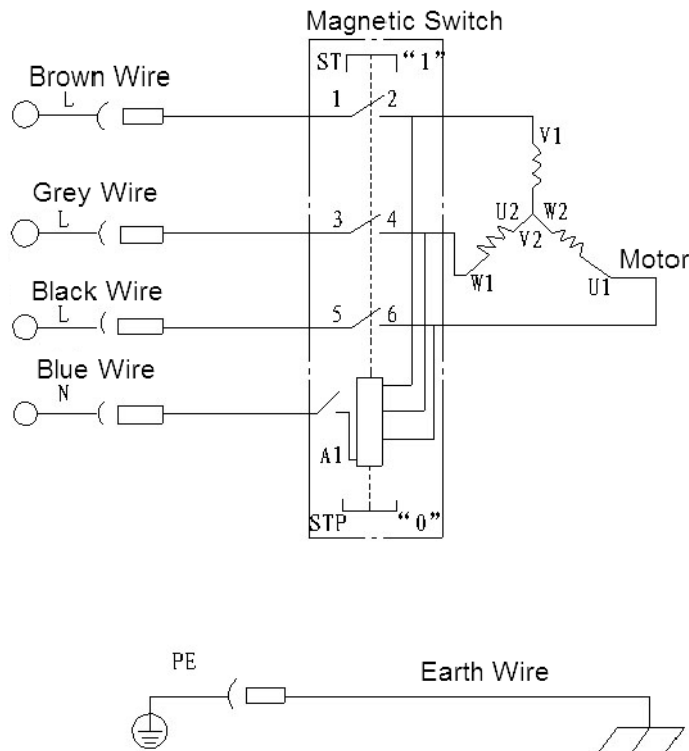 Magnetic Switch
ST "1"
Brown Wire
L
1 2
V1
Grey Wire
L
3 4
U2 W2
V2
W1
U1
Motor
Black Wire
L
5 6
Blue Wire
N
A1
STP "0"
PE
Earth Wire